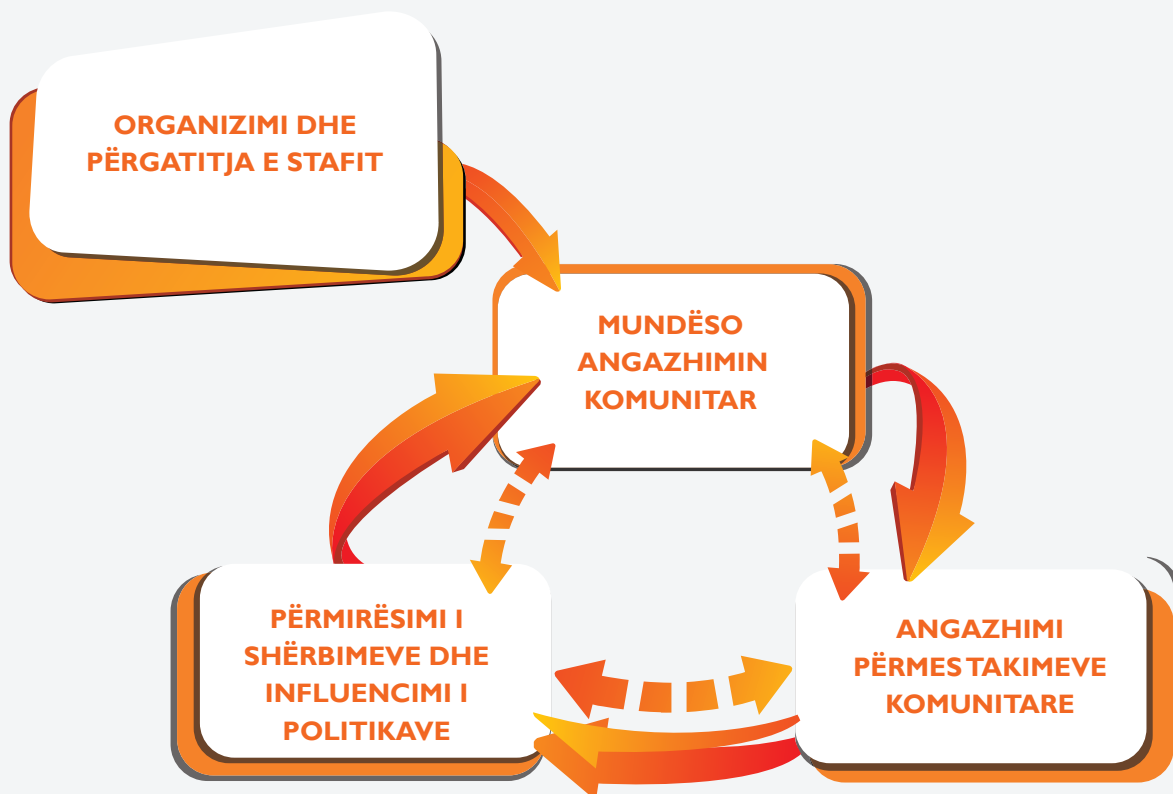 ORGANIZIMI DHE
PËRGATITJA E STAFIT
MUNDËSO
ANGAZHIMIN
KOMUNITAR
PËRMIRËSIMI I
SHËRBIMEVE DHE
INFLUENCIMI I
POLITIKAVE
ANGAZHIMI
PËRMES TAKIMEVE
KOMUNITARE